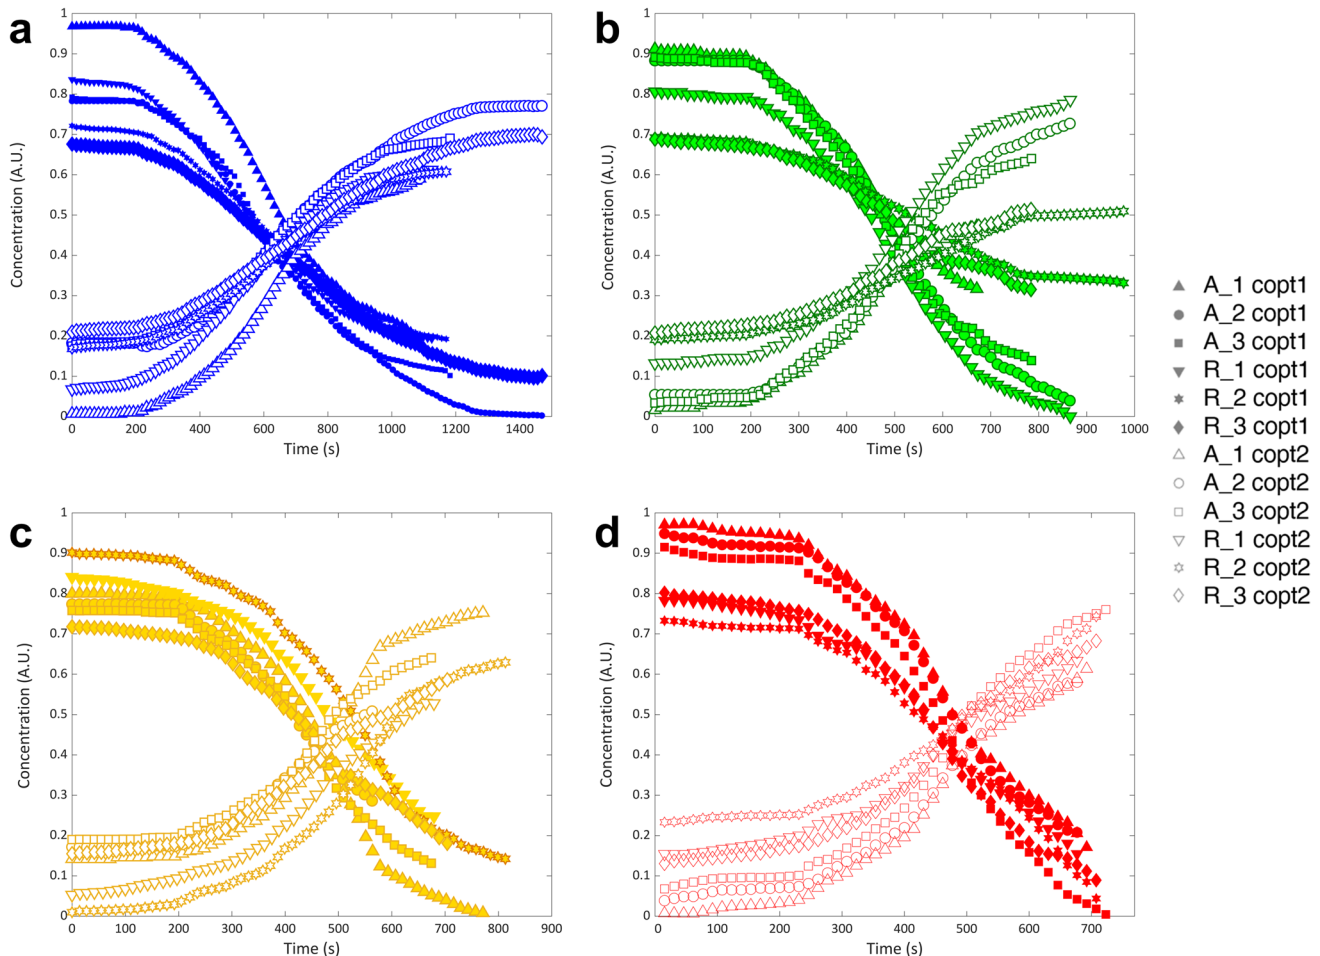 a
Concentration (A.U.)
1
0.9
0.8
0.7
0.6
0.5
0.4
0.3
0.2
0.1
0
0 200 400 600 800 1000 1200 1400
Time (s)
b
Concentration (A.U.)
1
0.9
0.8
0.7
0.6
0.5
0.4
0.3
0.2
0.1
0
0 100 200 300 400 500 600 700 800 900 1000
Time (s)
c
Concentration (A.U.)
1
0.9
0.8
0.7
0.6
0.5
0.4
0.3
0.2
0.1
0
0 100 200 300 400 500 600 700 800 900
Time (s)
d
Concentration (A.U.)
1
0.9
0.8
0.7
0.6
0.5
0.4
0.3
0.2
0.1
0
0 100 200 300 400 500 600 700
Time (s)
A_1 copt1
A_2 copt1
A_3 copt1
R_1 copt1
R_2 copt1
R_3 copt1
A_1 copt2
A_2 copt2
A_3 copt2
R_1 copt2
R_2 copt2
R_3 copt2